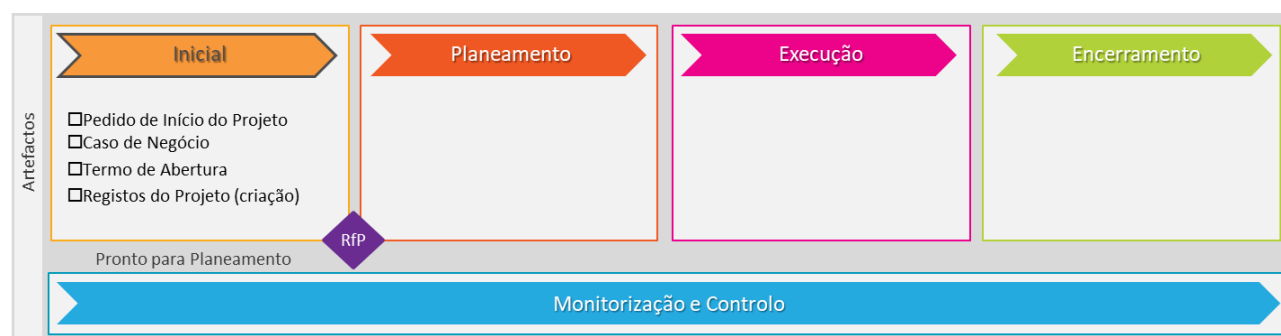 Artefactos
Inicial
Planeamento
Execução
Encerramento
☐Pedido de Início do Projeto
☐Caso de Negócio
☐Termo de Abertura
☐Registos do Projeto (criação)
RfP
Pronto para Planeamento
Monitorização e Controlo